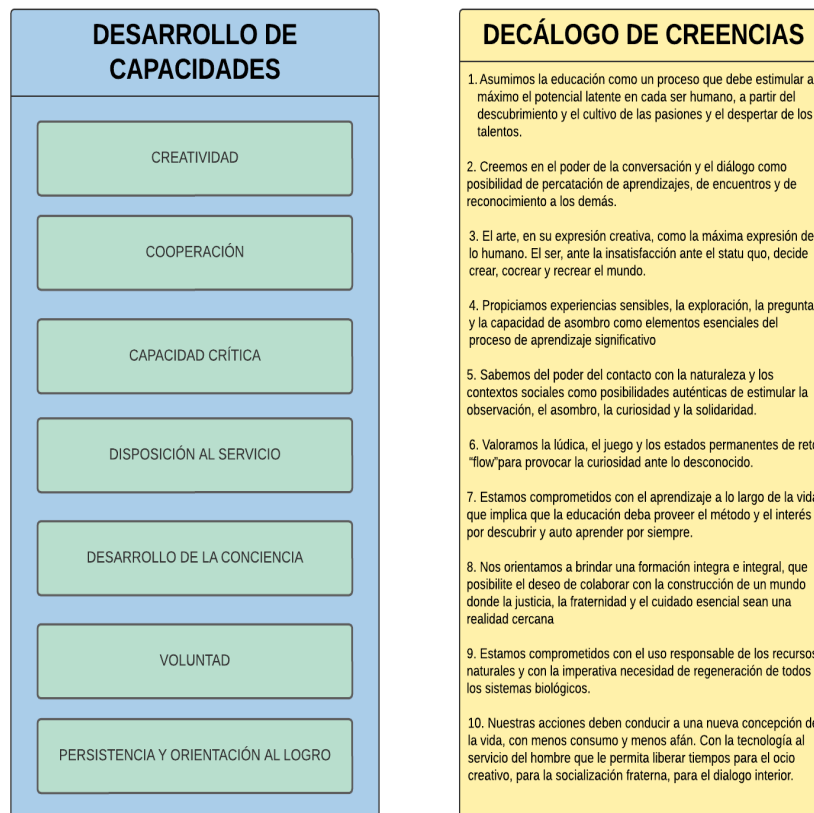 DESARROLLO DE
CAPACIDADES
CREATIVIDAD
COOPERACIÓN
CAPACIDAD CRÍTICA
DISPOSICIÓN AL SERVICIO
DESARROLLO DE LA CONCIENCIA
VOLUNTAD
PERSISTENCIA Y ORIENTACIÓN AL LOGRO
DECÁLOGO DE CREENCIAS
1. Asumimos la educación como un proceso que debe estimular a
máximo el potencial latente en cada ser humano, a partir del
descubrimiento y el cultivo de las pasiones y el despertar de los
talentos.
2. Creemos en el poder de la conversación y el diálogo como
posibilidad de percatación de aprendizajes, de encuentros y de
reconocimiento a los demás.
3. El arte, en su expresión creativa, como la máxima expresión de
lo humano. El ser, ante la insatisfacción ante el statu quo, decide
crear, cocrear y recrear el mundo.
4. Propiciamos experiencias sensibles, la exploración, la pregunta
y la capacidad de asombro como elementos esenciales del
proceso de aprendizaje significativo
5. Sabemos del poder del contacto con la naturaleza y los
contextos sociales como posibilidades auténticas de estimular la
observación, el asombro, la curiosidad y la solidaridad.
6. Valoramos la lúdica, el juego y los estados permanentes de reto
“flow”para provocar la curiosidad ante lo desconocido.
7. Estamos comprometidos con el aprendizaje a lo largo de la vida
que implica que la educación deba proveer el método y el interés
por descubrir y auto aprender por siempre.
8. Nos orientamos a brindar una formación integra e integral, que
posibilite el deseo de colaborar con la construcción de un mundo
donde la justicia, la fraternidad y el cuidado esencial sean una
realidad cercana
9. Estamos comprometidos con el uso responsable de los recursos
naturales y con la imperativa necesidad de regeneración de todos
los sistemas biológicos.
10. Nuestras acciones deben conducir a una nueva concepción de
la vida, con menos consumo y menos afán. Con la tecnología al
servicio del hombre que le permita liberar tiempos para el ocio
creativo, para la socialización fraterna, para el dialogo interior.